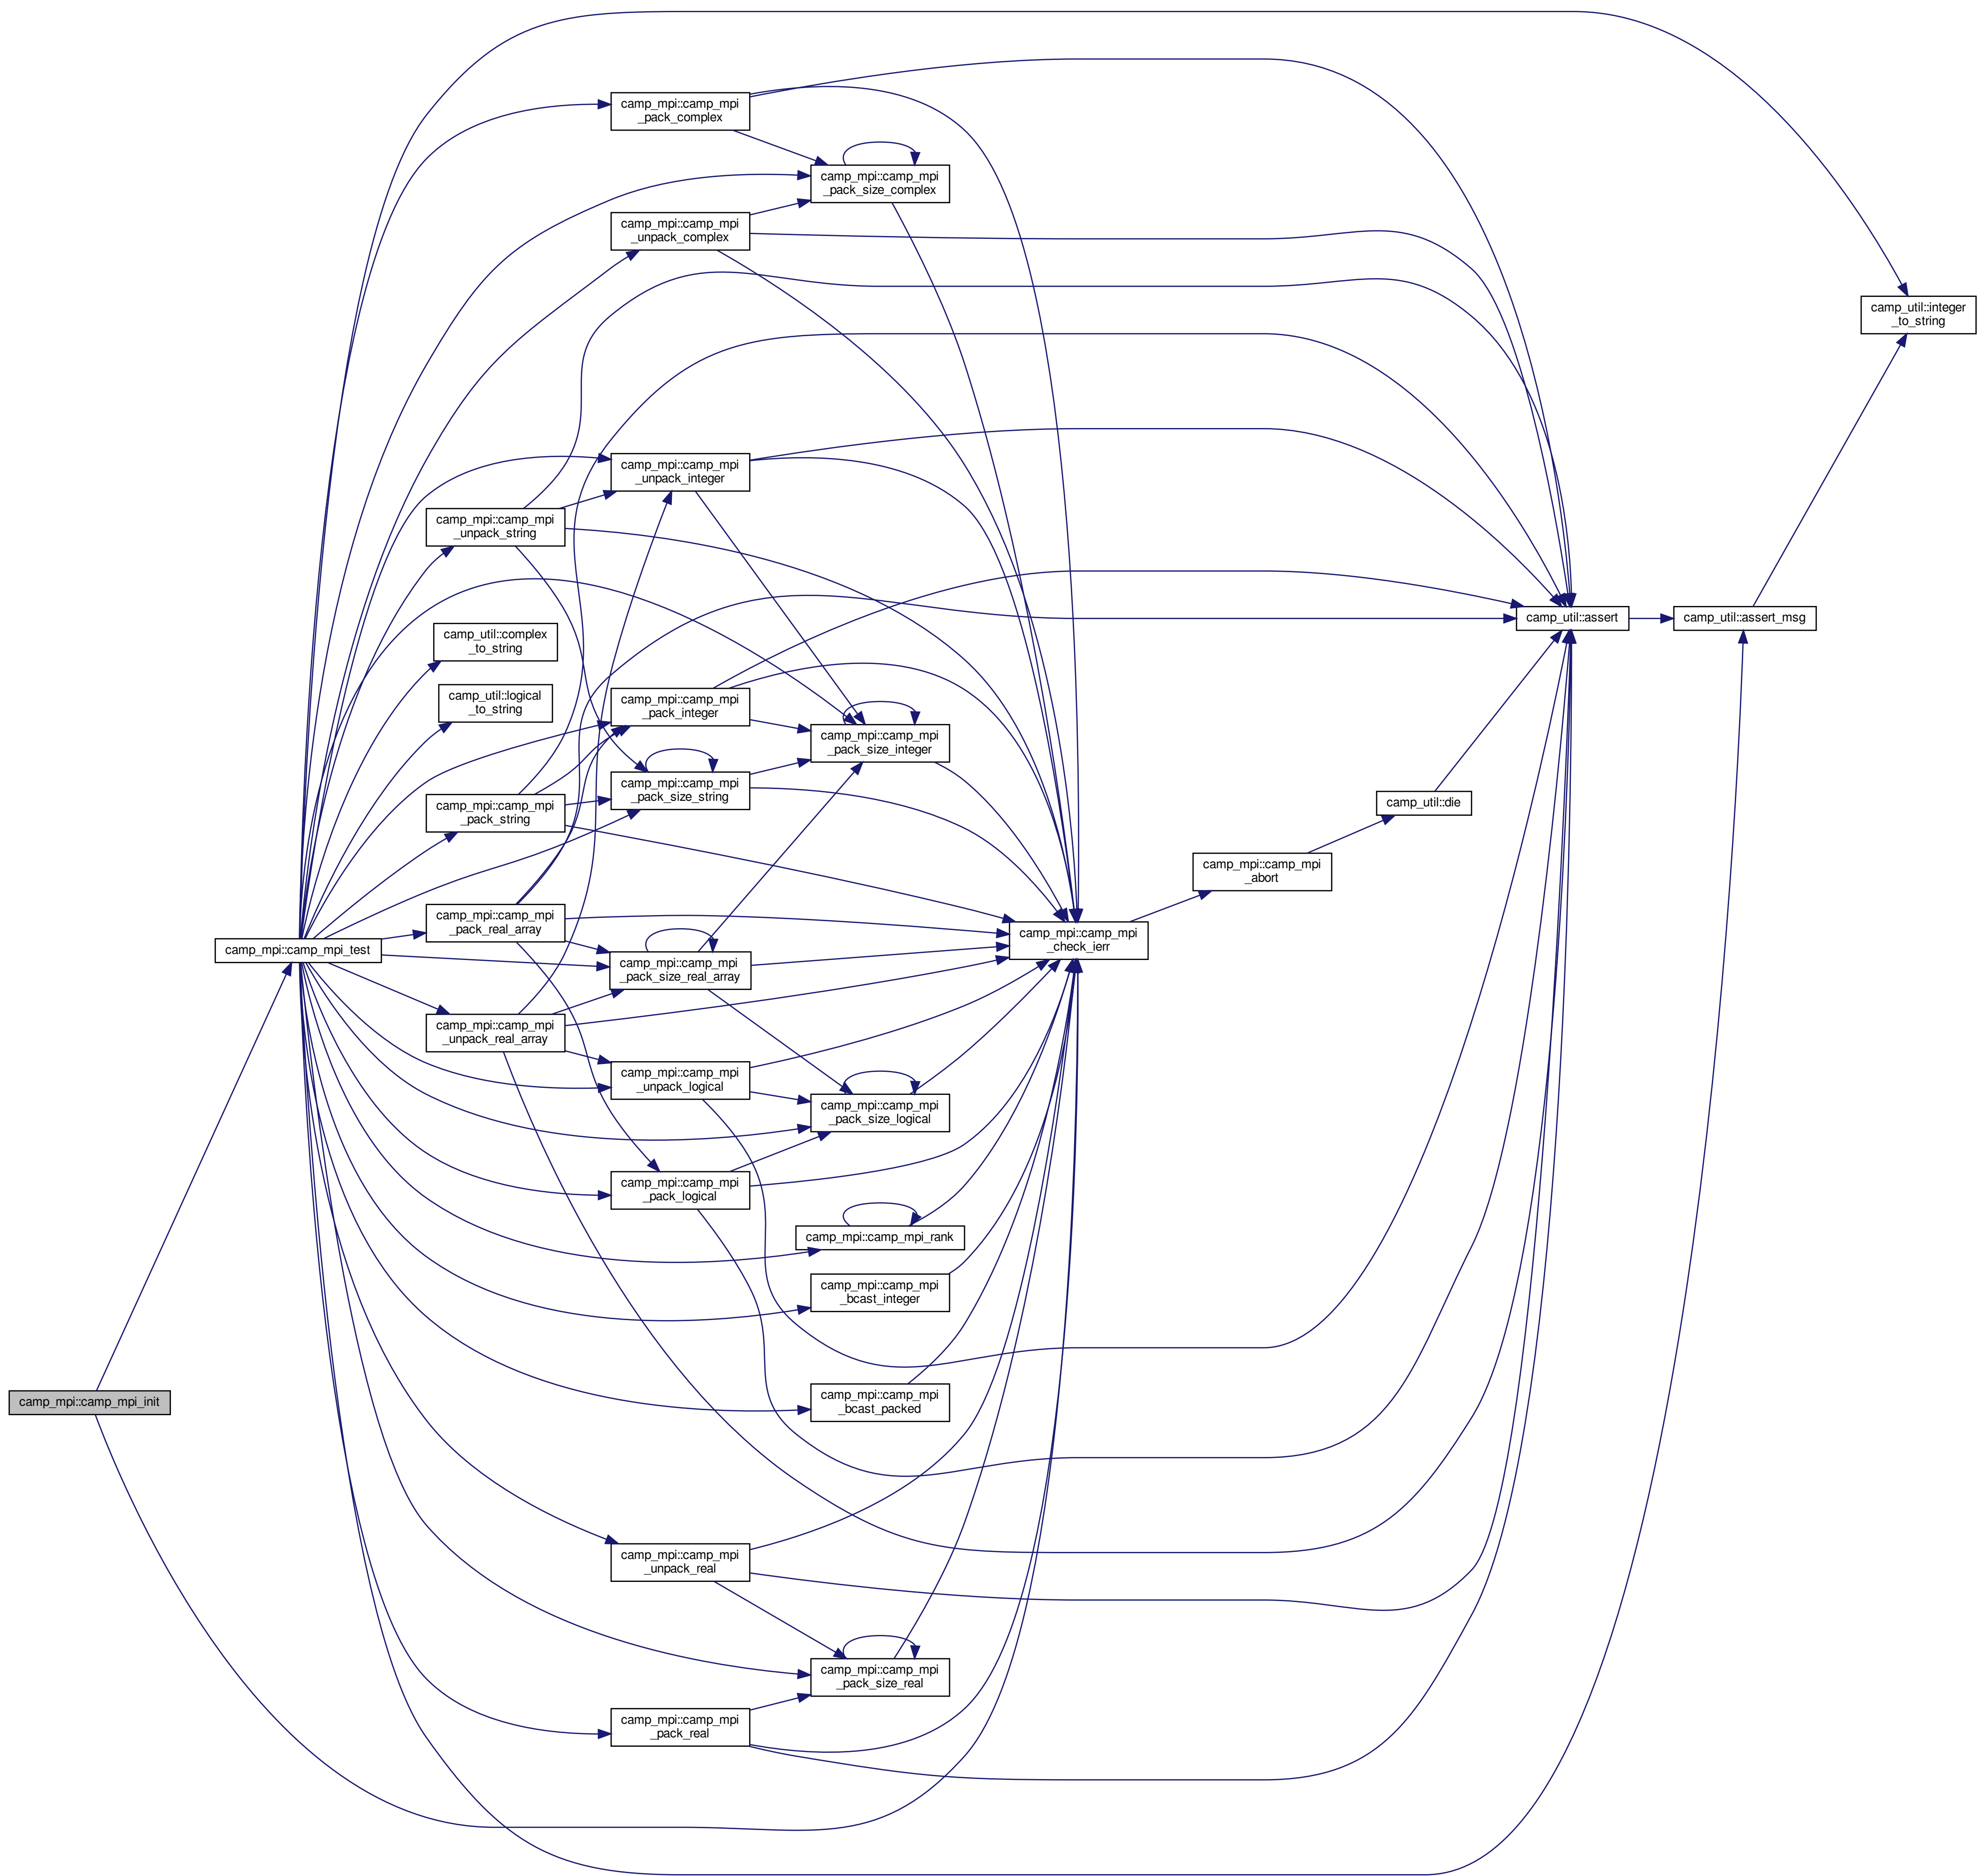 camp_mpi::camp_mpi
_pack_complex
camp_mpi::camp_mpi
_pack_size_complex
camp_mpi::camp_mpi
_unpack_complex
camp_util::integer
_to_string
camp_mpi::camp_mpi
_unpack_integer
camp_mpi::camp_mpi
_unpack_string
camp_util::assert
camp_util::assert_msg
camp_util::complex
_to_string
camp_util::logical
_to_string
camp_mpi::camp_mpi
_pack_integer
camp_mpi::camp_mpi
_pack_size_integer
camp_mpi::camp_mpi
_pack_size_string
camp_util::die
camp_mpi::camp_mpi
_pack_string
camp_mpi::camp_mpi
_abort
camp_mpi::camp_mpi
_pack_real_array
camp_mpi::camp_mpi
_check_ierr
camp_mpi::camp_mpi_test
camp_mpi::camp_mpi
_pack_size_real_array
camp_mpi::camp_mpi
_unpack_real_array
camp_mpi::camp_mpi
_unpack_logical
camp_mpi::camp_mpi
_pack_size_logical
camp_mpi::camp_mpi
_pack_logical
camp_mpi::camp_mpi_rank
camp_mpi::camp_mpi
_bcast_integer
camp_mpi::camp_mpi_init
camp_mpi::camp_mpi
_bcast_packed
camp_mpi::camp_mpi
_unpack_real
camp_mpi::camp_mpi
_pack_size_real
camp_mpi::camp_mpi
_pack_real